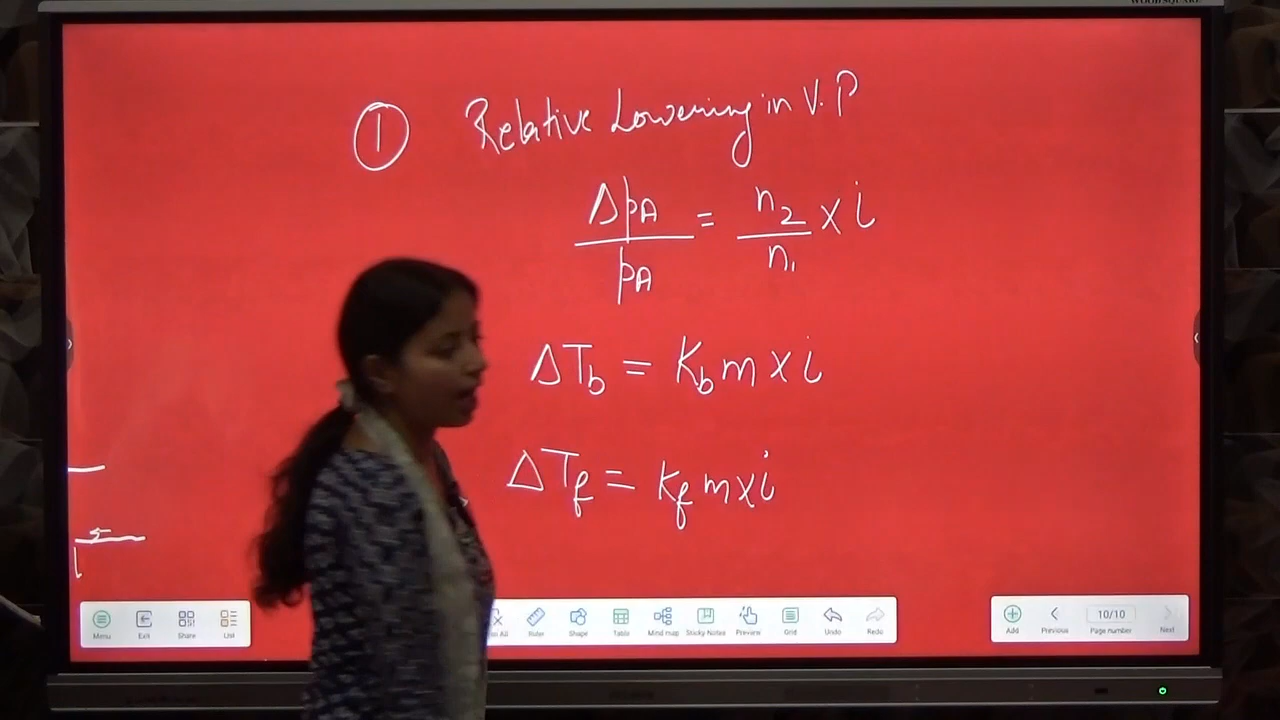 ① Relative Lowering in V.P
ΔpA / pA = n2 / n1 x i
ΔTb = Kb m x i
ΔTf = Kf m x i
5
Menu Exit Share List Ruler Shape Table Mind map Sticky Notes Preview Grid Undo Redo Add Previous 10/10 Page number Next